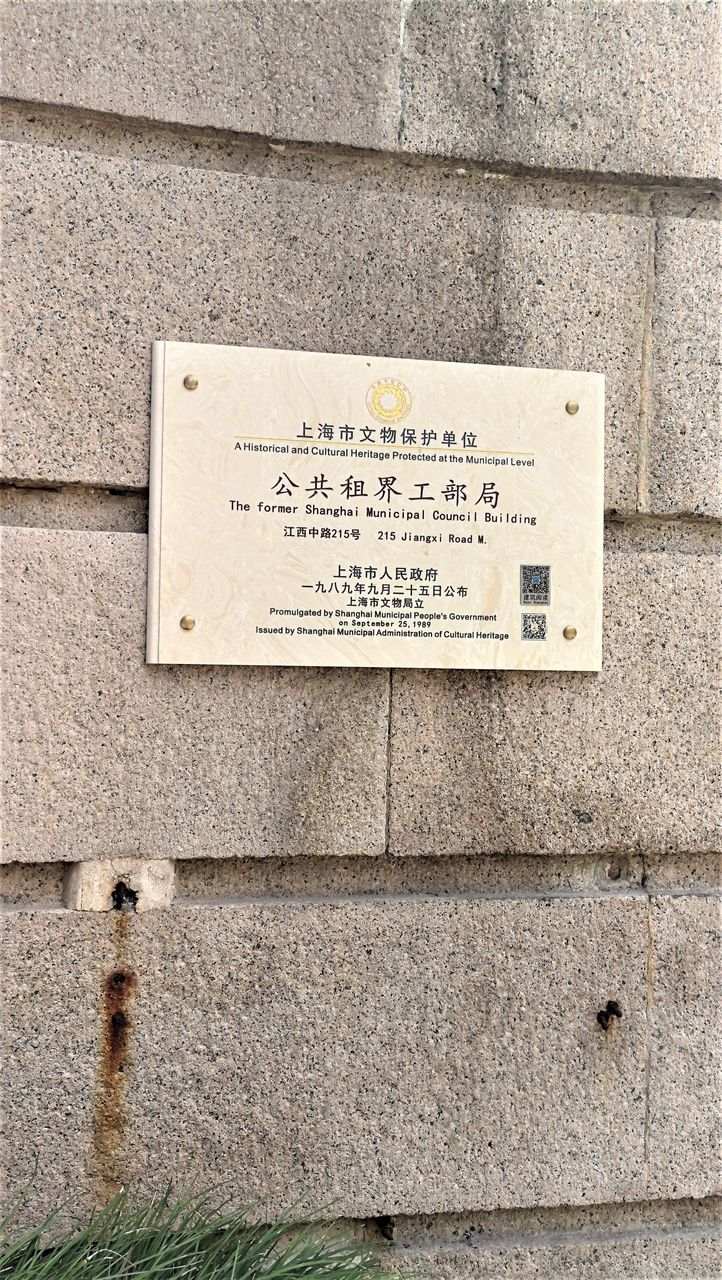 上海市文物保护单位
A Historical and Cultural Heritage Protected at the Municipal Level
公共租界工部局
The former Shanghai Municipal Council Building
江西中路215号 215 Jiangxi Road M.
上海市人民政府
一九八九年九月二十五日公布
上海市文物局立
Promulgated by Shanghai Municipal People's Government
on September 25, 1989
Issued by Shanghai Municipal Administration of Cultural Heritage
建筑阅读